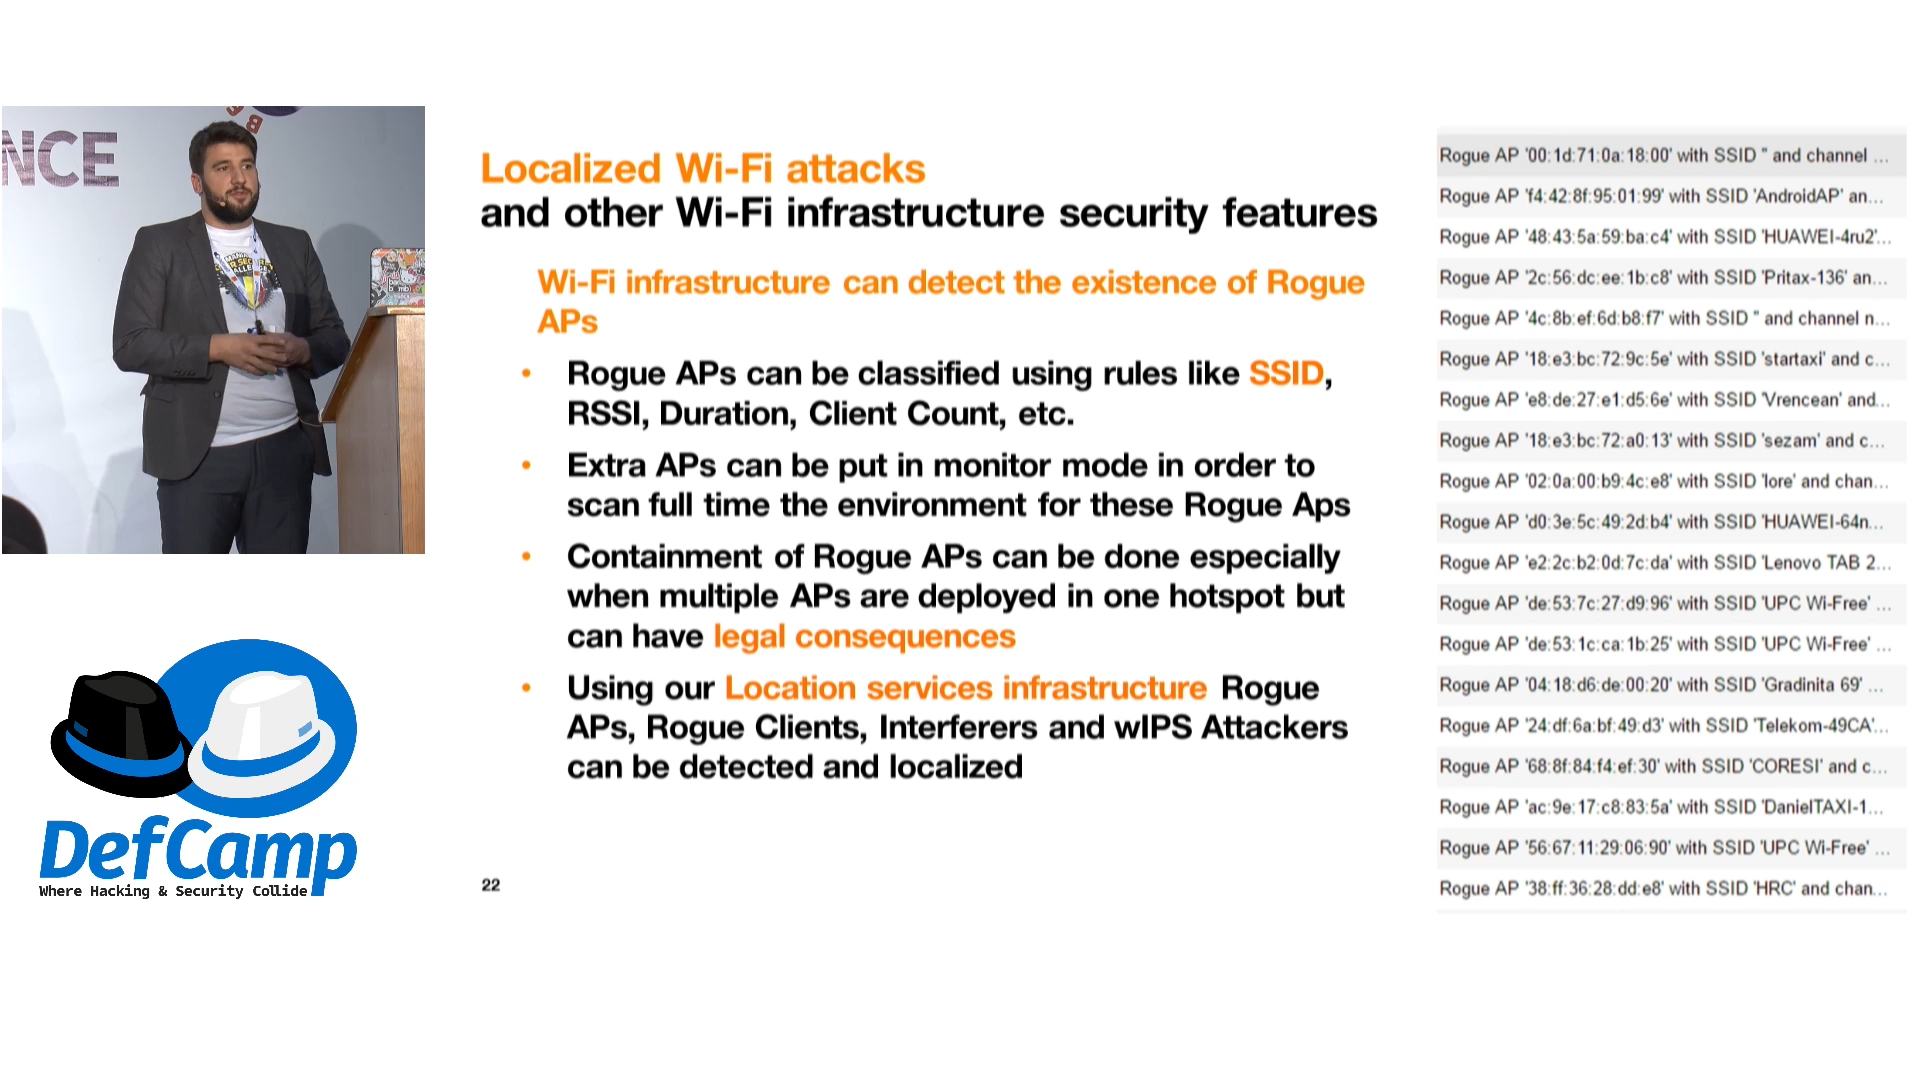 NCE
Localized Wi-Fi attacks
and other Wi-Fi infrastructure security features
Wi-Fi infrastructure can detect the existence of Rogue
APs
• Rogue APs can be classified using rules like SSID,
RSSI, Duration, Client Count, etc.
• Extra APs can be put in monitor mode in order to
scan full time the environment for these Rogue Aps
• Containment of Rogue APs can be done especially
when multiple APs are deployed in one hotspot but
can have legal consequences
• Using our Location services infrastructure Rogue
APs, Rogue Clients, Interferers and wIPS Attackers
can be detected and localized
22
Rogue AP '00:1d:71:0a:18:00' with SSID '' and channel ...
Rogue AP 'f4:42:8f:95:01:99' with SSID 'AndroidAP' an...
Rogue AP '48:43:5a:59:ba:c4' with SSID 'HUAWEI-4ru2'...
Rogue AP '2c:56:dc:ee:1b:c8' with SSID 'Pritax-136' an...
Rogue AP '4c:8b:ef:6d:b8:f7' with SSID '' and channel n...
Rogue AP '18:e3:bc:72:9c:5e' with SSID 'startaxi' and c...
Rogue AP 'e8:de:27:e1:d5:6e' with SSID 'Vrencean' and...
Rogue AP '18:e3:bc:72:a0:13' with SSID 'sezam' and c...
Rogue AP '02:0a:00:b9:4c:e8' with SSID 'lore' and chan...
Rogue AP 'd0:3e:5c:49:2d:b4' with SSID 'HUAWEI-64n...
Rogue AP 'e2:2c:b2:0d:7c:da' with SSID 'Lenovo TAB 2...
Rogue AP 'de:53:7c:27:d9:96' with SSID 'UPC Wi-Free' ...
Rogue AP 'de:53:1c:ca:1b:25' with SSID 'UPC Wi-Free' ...
Rogue AP '04:18:d6:de:00:20' with SSID 'Gradinita 69' ...
Rogue AP '24:df:6a:bf:49:d3' with SSID 'Telekom-49CA'...
Rogue AP '68:8f:84:f4:ef:30' with SSID 'CORESI' and c...
Rogue AP 'ac:9e:17:c8:83:5a' with SSID 'DanielTAXI-1...
Rogue AP '56:67:11:29:06:90' with SSID 'UPC Wi-Free' ...
Rogue AP '38:ff:36:28:dd:e8' with SSID 'HRC' and chan...
DefCamp
Where Hacking & Security Collide